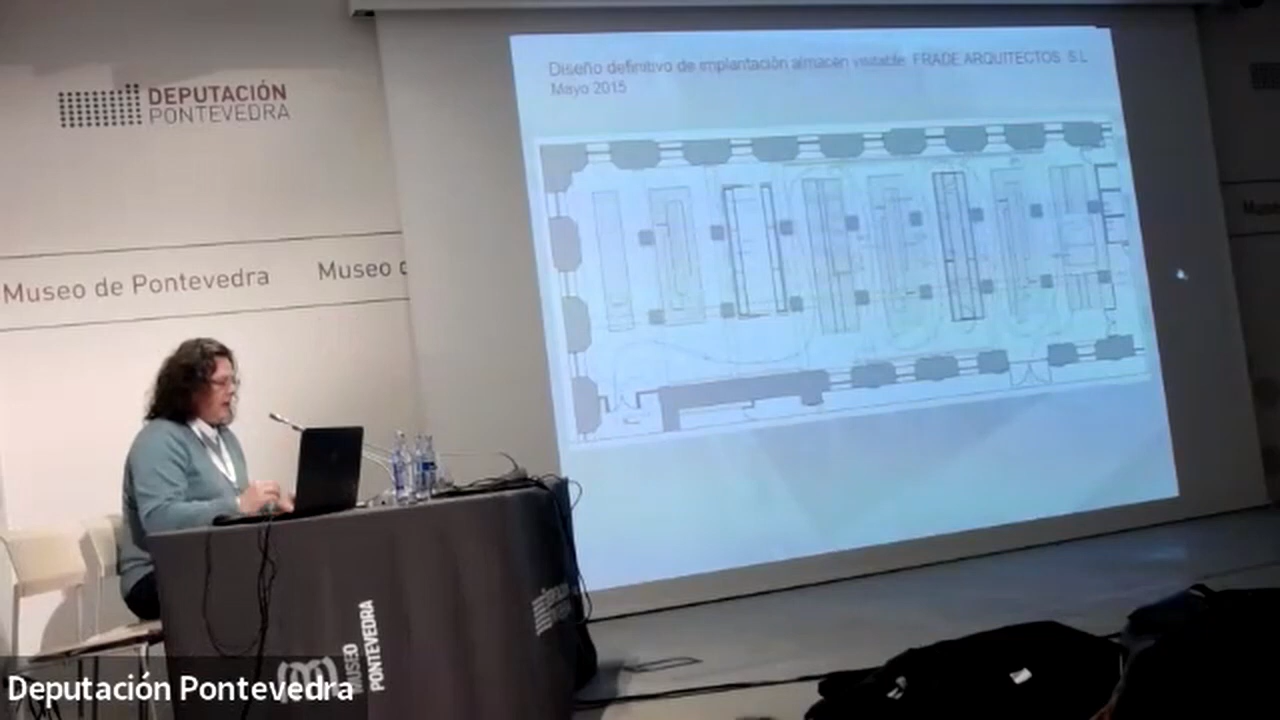 Diseño definitivo de implantación almacen visitable. FRADE ARQUITECTOS S.L
Mayo 2015
DEPUTACIÓN
PONTEVEDRA
Museo de Pontevedra
Museo
MUSEO
PONTEVEDRA
Deputación Pontevedra